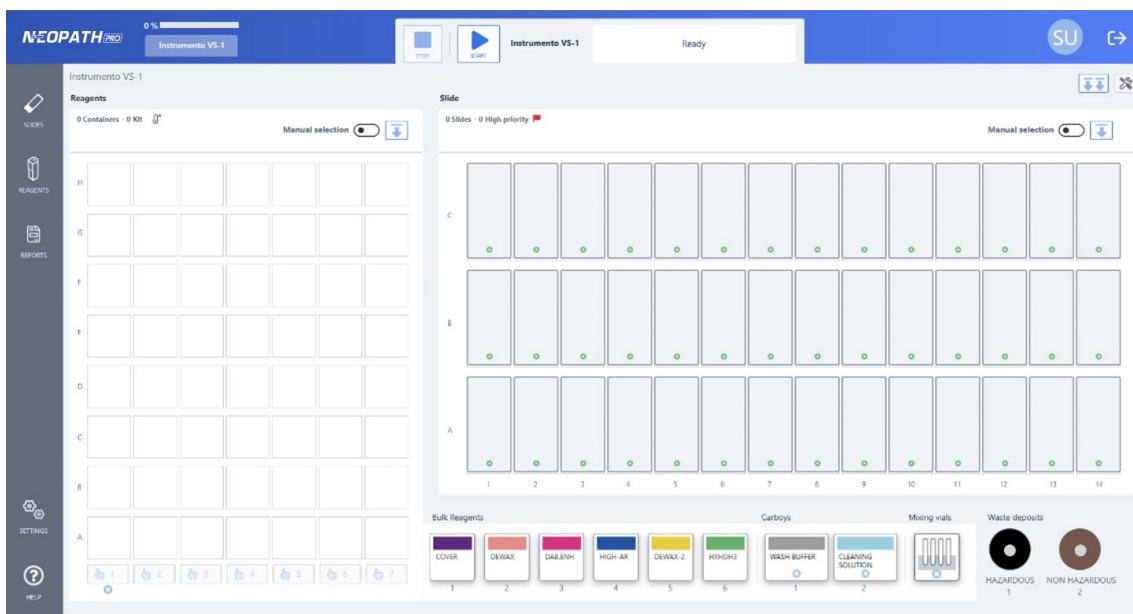 NEOPATH PRO
0 %
Instrumento VS-1
STOP
START
Instrumento VS-1
Ready
SU
SLIDES
REAGENTS
REPORTS
SETTINGS
HELP
Instrumento VS-1
Reagents
0 Containers - 0 Kit
Manual selection
H
G
F
E
D
C
B
A
1 2 3 4 5 6 7
Slide
0 Slides - 0 High priority
Manual selection
C
B
A
1 2 3 4 5 6 7 8 9 10 11 12 13 14
Bulk Reagents
COVER DEWAX DAB.ENH HIGH-AR DEWAX-2 HXHDH3
1 2 3 4 5 6
Carboys
WASH BUFFER
CLEANING
SOLUTION
1 2
Mixing vials
Waste deposits
HAZARDOUS NON HAZARDOUS
1 2